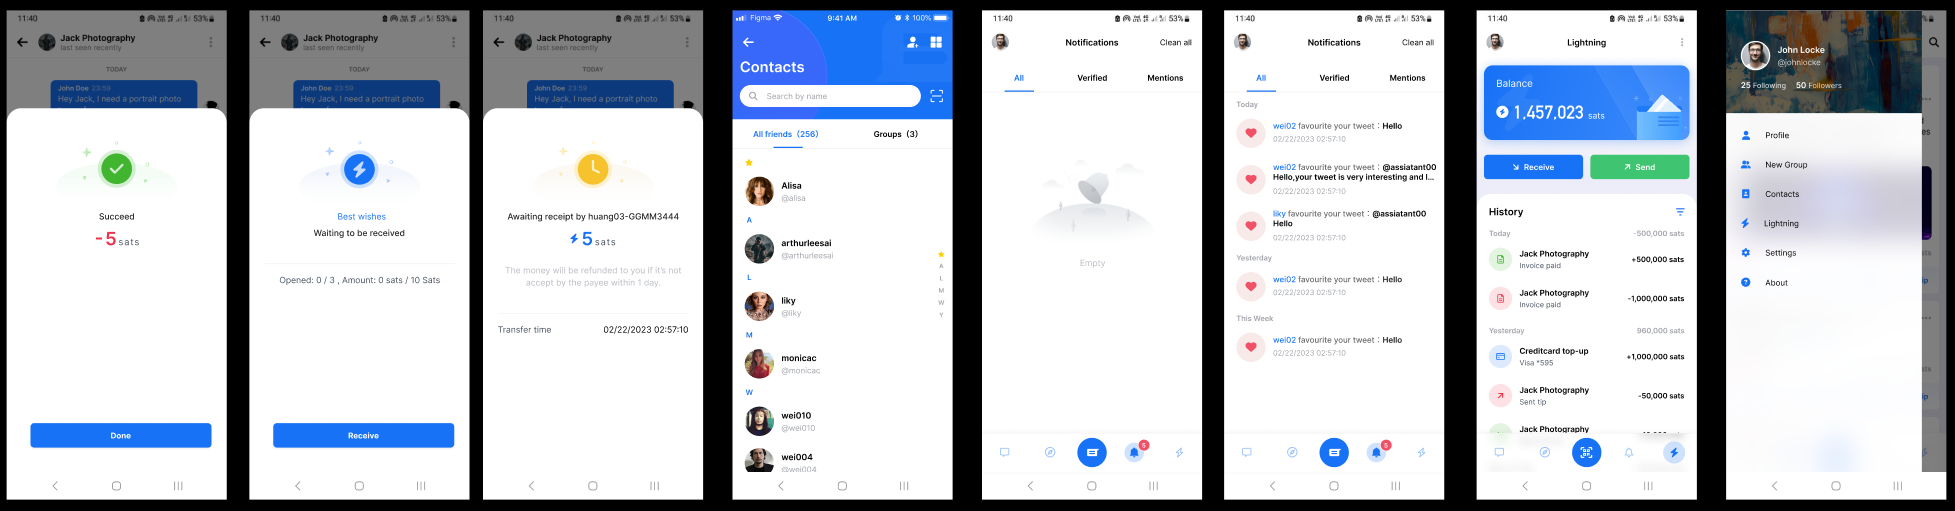 11:40
53%
Jack Photography
last seen recently
TODAY
John Doe 23:59
Hey Jack, I need a portrait photo
Succeed
-5 sats
Done
11:40
53%
Jack Photography
last seen recently
TODAY
John Doe 23:59
Hey Jack, I need a portrait photo
Best wishes
Waiting to be received
Opened: 0 / 3 , Amount: 0 sats / 10 Sats
Receive
11:40
53%
Jack Photography
last seen recently
TODAY
John Doe 23:59
Hey Jack, I need a portrait photo
Awaiting receipt by huang03-GGMM3444
5 sats
The money will be refunded to you if it's not
accept by the payee within 1 day.
Transfer time 02/22/2023 02:57:10
Figma 9:41 AM 100%
Contacts
Search by name
All friends (256) Groups (3)
Alisa
@alisa
A
arthurleesai
@arthurleesai
L
liky
@liky
M
monicac
@monicac
W
wei010
@wei010
wei004
@wei004
A
L
M
W
Y
11:40
53%
Notifications Clean all
All Verified Mentions
Empty
5
11:40
53%
Notifications Clean all
All Verified Mentions
Today
wei02 favourite your tweet：Hello
02/22/2023 02:57:10
wei02 favourite your tweet：@assiatant00
Hello,your tweet is very interesting and I...
02/22/2023 02:57:10
liky favourite your tweet：@assiatant00
Hello
02/22/2023 02:57:10
Yesterday
wei02 favourite your tweet：Hello
02/22/2023 02:57:10
This Week
wei02 favourite your tweet：Hello
02/22/2023 02:57:10
5
11:40
53%
Lightning
Balance
1,457,023 sats
Receive
Send
History
Today -500,000 sats
Jack Photography +500,000 sats
Invoice paid
Jack Photography -1,000,000 sats
Invoice paid
Yesterday 960,000 sats
Creditcard top-up +1,000,000 sats
Visa *595
Jack Photography -50,000 sats
Sent tip
Jack Photography
John Locke
@johnlocke
25 Following 50 Followers
Profile
New Group
Contacts
Lightning
Settings
About